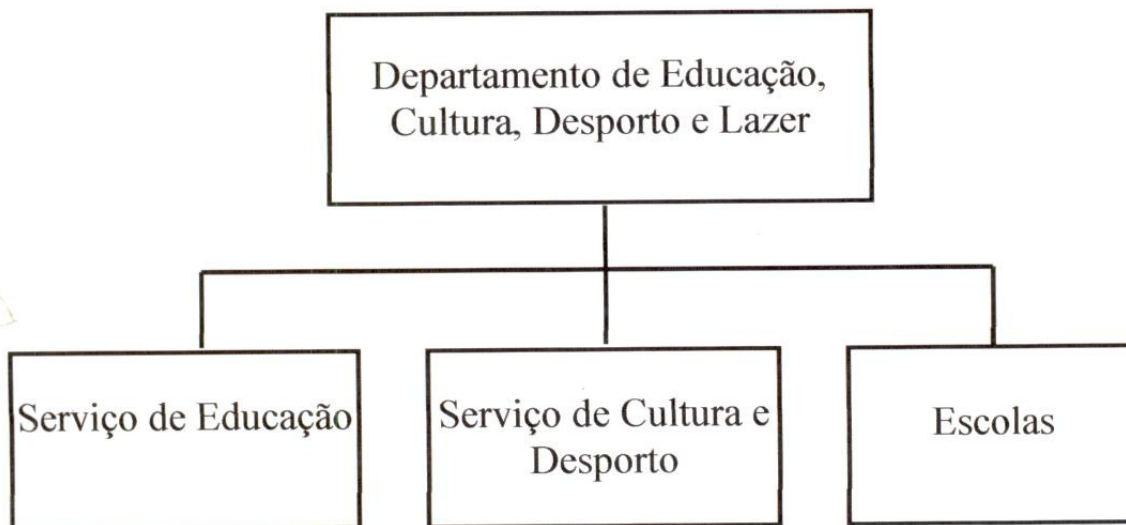 Departamento de Educação,
Cultura, Desporto e Lazer
Serviço de Educação
Serviço de Cultura e
Desporto
Escolas